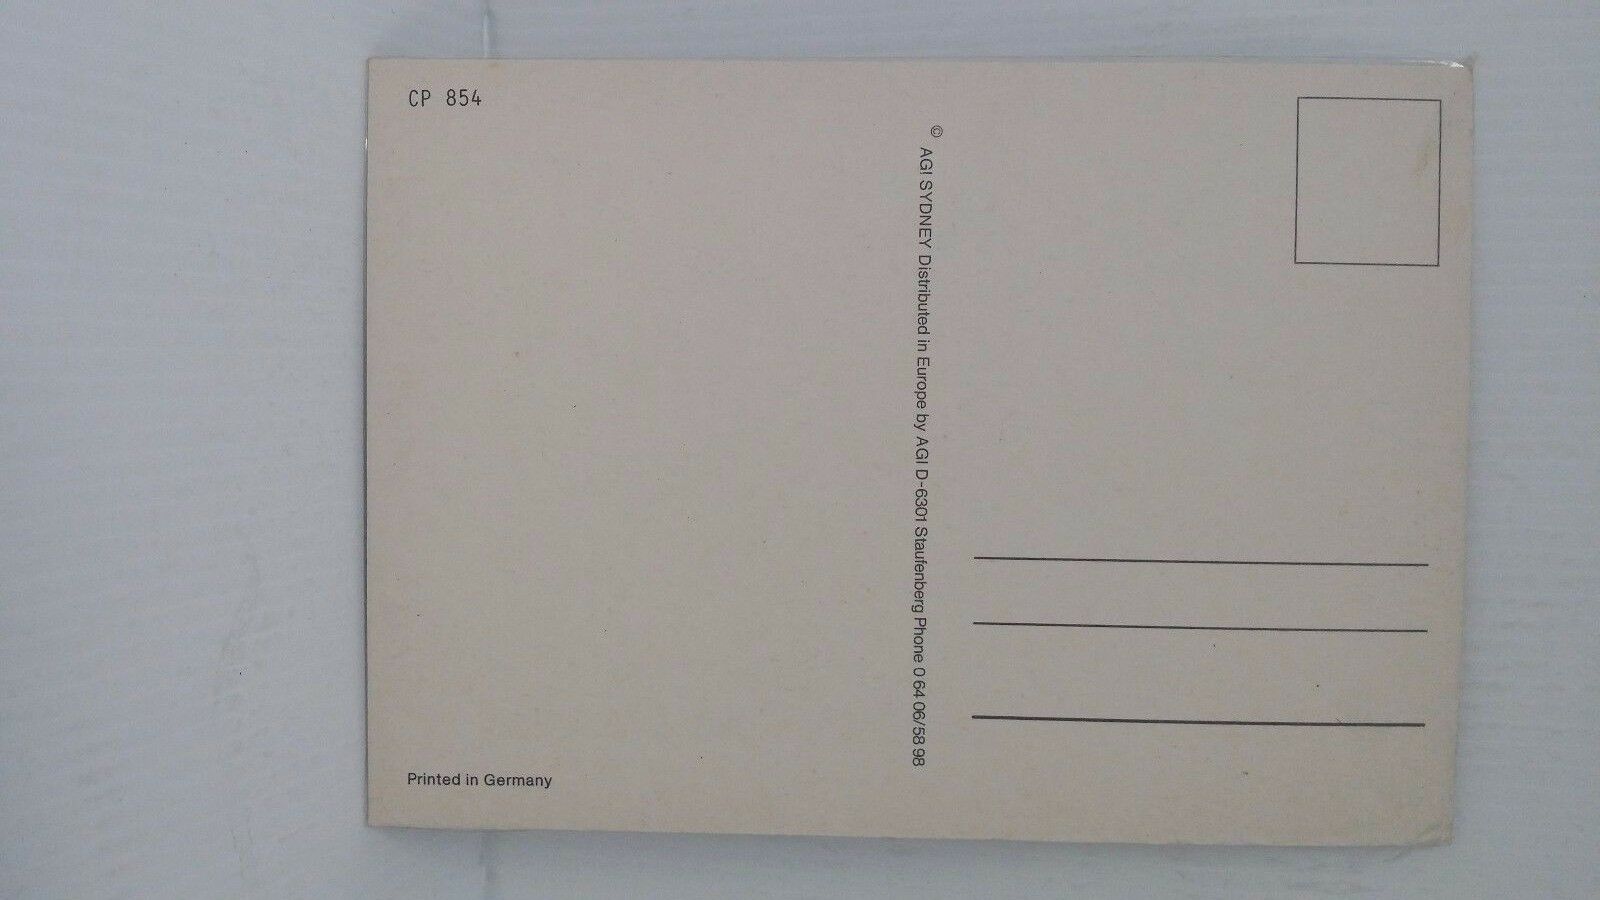 CP 854
© AGI SYDNEY Distributed in Europe by AGI D-6301 Staufenberg Phone 0 64 06/58 98
Printed in Germany